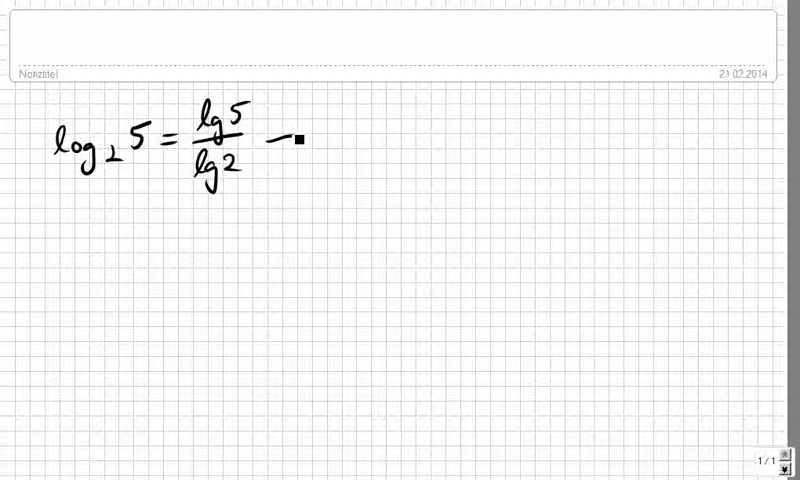 Notiztitel
21.02.2014
log₂ 5 = lg 5 / lg 2 −
1 / 1